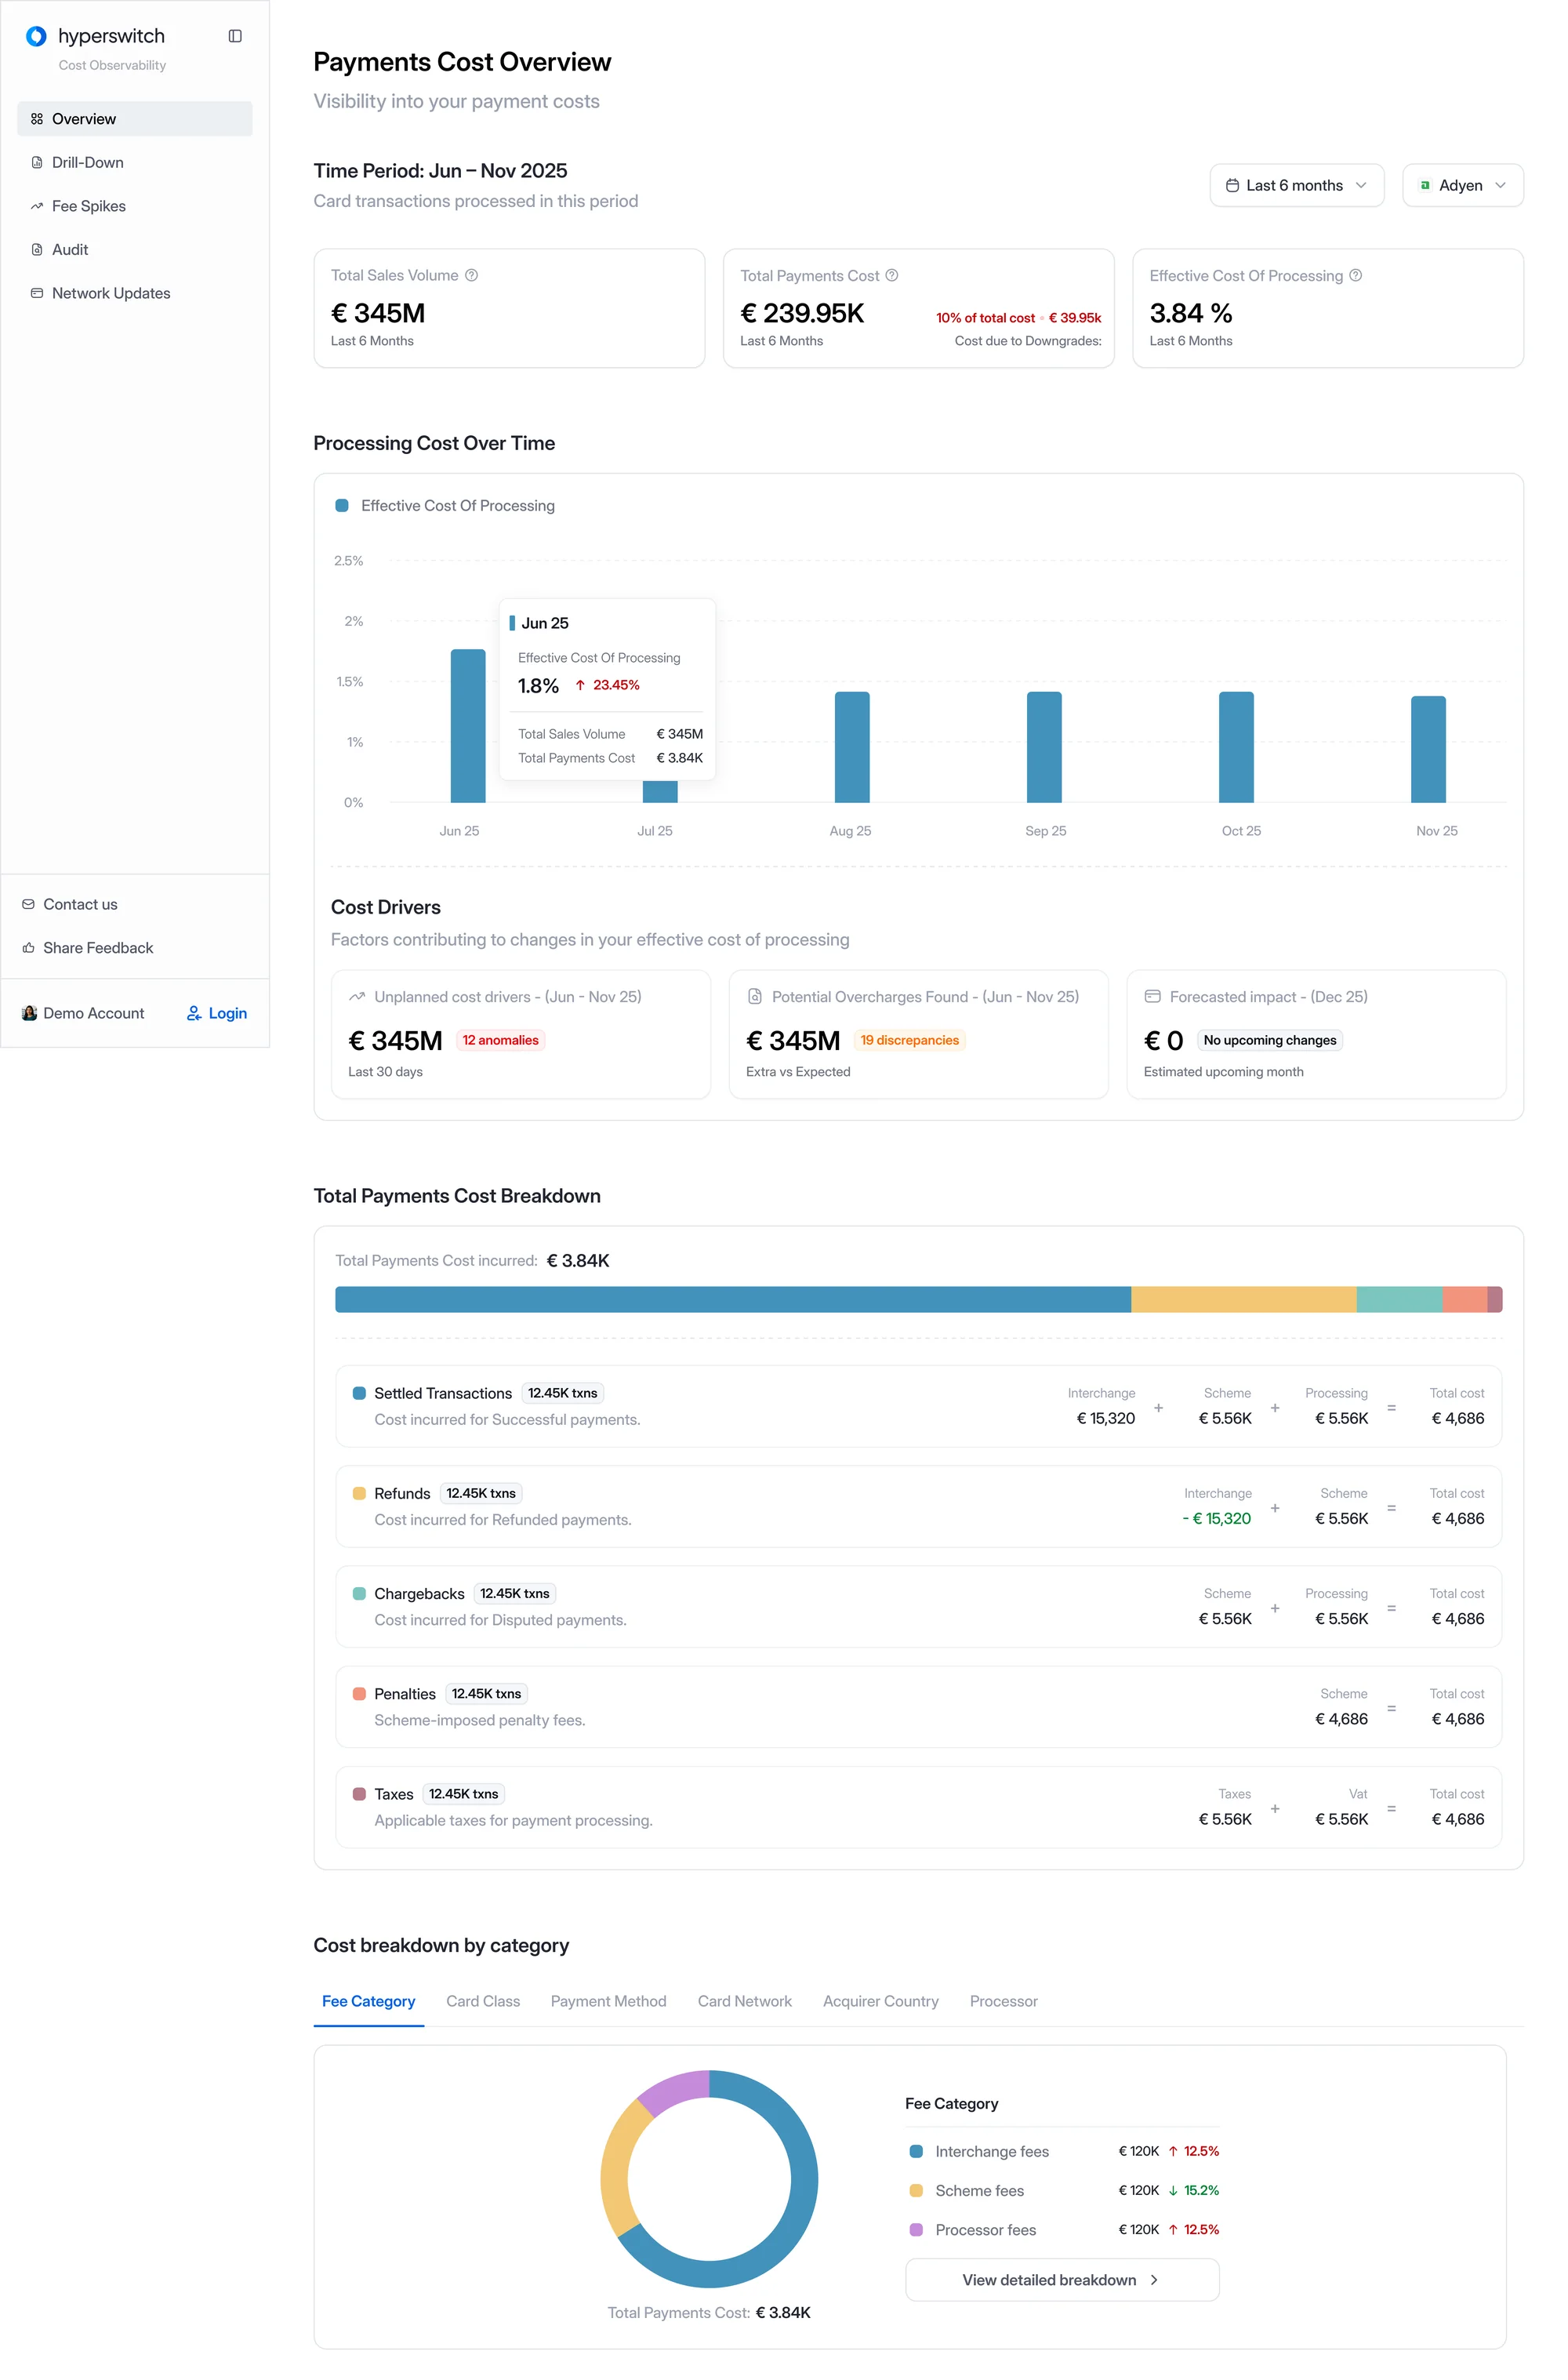 hyperswitch
Cost Observability
Overview
Drill-Down
Fee Spikes
Audit
Network Updates
Contact us
Share Feedback
Demo Account
Login
Payments Cost Overview
Visibility into your payment costs
Time Period: Jun – Nov 2025
Card transactions processed in this period
Last 6 months
Adyen
Total Sales Volume
€ 345M
Last 6 Months
Total Payments Cost
€ 239.95K
Last 6 Months
10% of total cost • € 39.95k
Cost due to Downgrades:
Effective Cost Of Processing
3.84 %
Last 6 Months
Processing Cost Over Time
Effective Cost Of Processing
2.5%
2%
1.5%
1%
0%
Jun 25
Effective Cost Of Processing
1.8% ↑ 23.45%
Total Sales Volume € 345M
Total Payments Cost € 3.84K
Jun 25 Jul 25 Aug 25 Sep 25 Oct 25 Nov 25
Cost Drivers
Factors contributing to changes in your effective cost of processing
Unplanned cost drivers - (Jun - Nov 25)
€ 345M 12 anomalies
Last 30 days
Potential Overcharges Found - (Jun - Nov 25)
€ 345M 19 discrepancies
Extra vs Expected
Forecasted impact - (Dec 25)
€ 0 No upcoming changes
Estimated upcoming month
Total Payments Cost Breakdown
Total Payments Cost incurred: € 3.84K
Settled Transactions 12.45K txns
Cost incurred for Successful payments.
Interchange Scheme Processing Total cost
€ 15,320 + € 5.56K + € 5.56K = € 4,686
Refunds 12.45K txns
Cost incurred for Refunded payments.
Interchange Scheme Total cost
- € 15,320 + € 5.56K = € 4,686
Chargebacks 12.45K txns
Cost incurred for Disputed payments.
Scheme Processing Total cost
€ 5.56K + € 5.56K = € 4,686
Penalties 12.45K txns
Scheme-imposed penalty fees.
Scheme Total cost
€ 4,686 = € 4,686
Taxes 12.45K txns
Applicable taxes for payment processing.
Taxes Vat Total cost
€ 5.56K + € 5.56K = € 4,686
Cost breakdown by category
Fee Category Card Class Payment Method Card Network Acquirer Country Processor
Total Payments Cost: € 3.84K
Fee Category
Interchange fees € 120K ↑ 12.5%
Scheme fees € 120K ↓ 15.2%
Processor fees € 120K ↑ 12.5%
View detailed breakdown